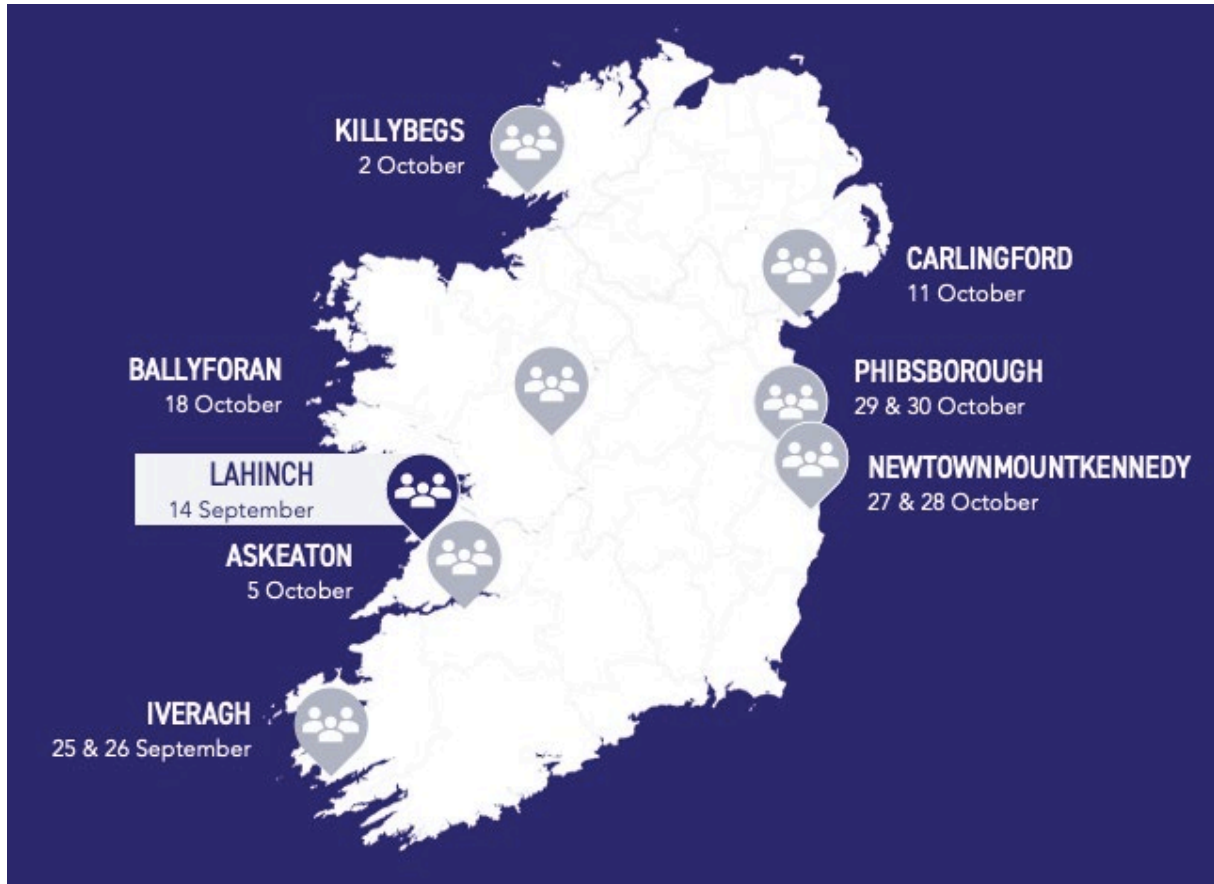 KILLYBEGS
2 October
CARLINGFORD
11 October
BALLYFORAN
18 October
PHIBSBOROUGH
29 & 30 October
LAHINCH
14 September
NEWTOWNMOUNTKENNEDY
27 & 28 October
ASKEATON
5 October
IVERAGH
25 & 26 September